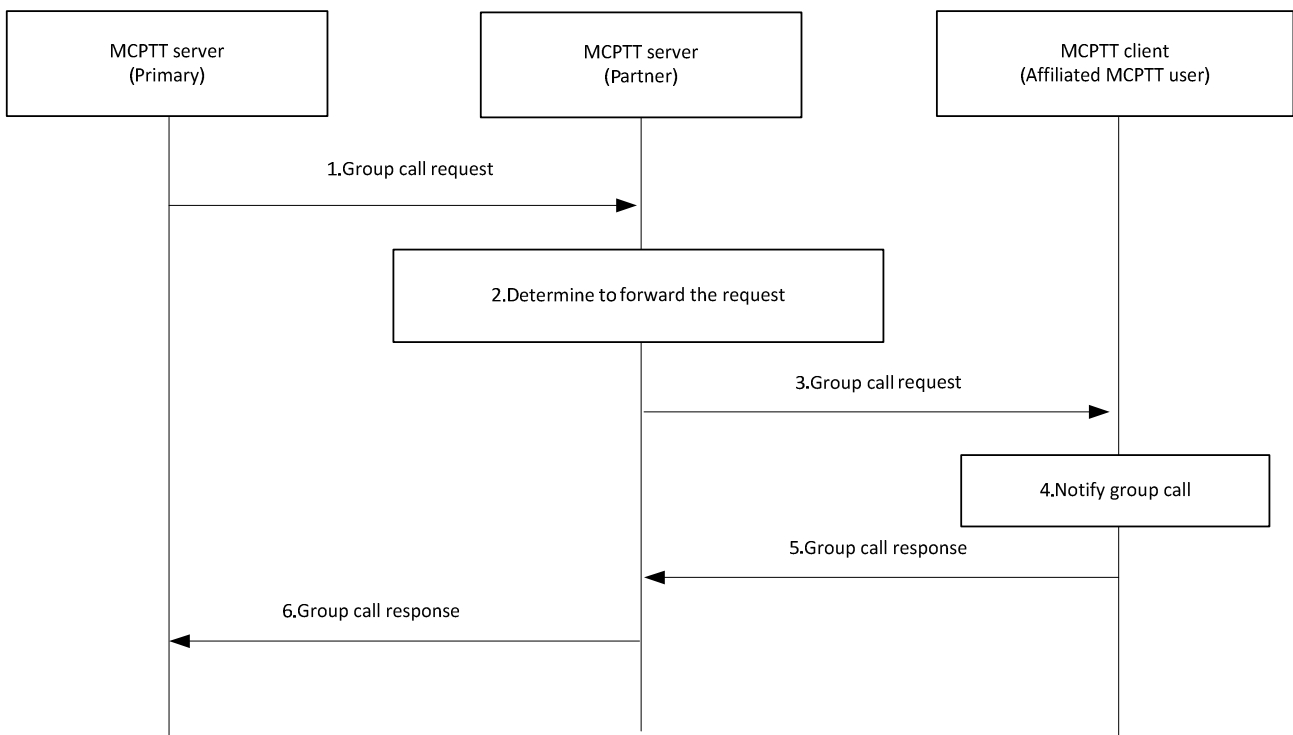 MCPTT server
(Primary)
MCPTT server
(Partner)
MCPTT client
(Affiliated MCPTT user)
1.Group call request
2.Determine to forward the request
3.Group call request
4.Notify group call
5.Group call response
6.Group call response